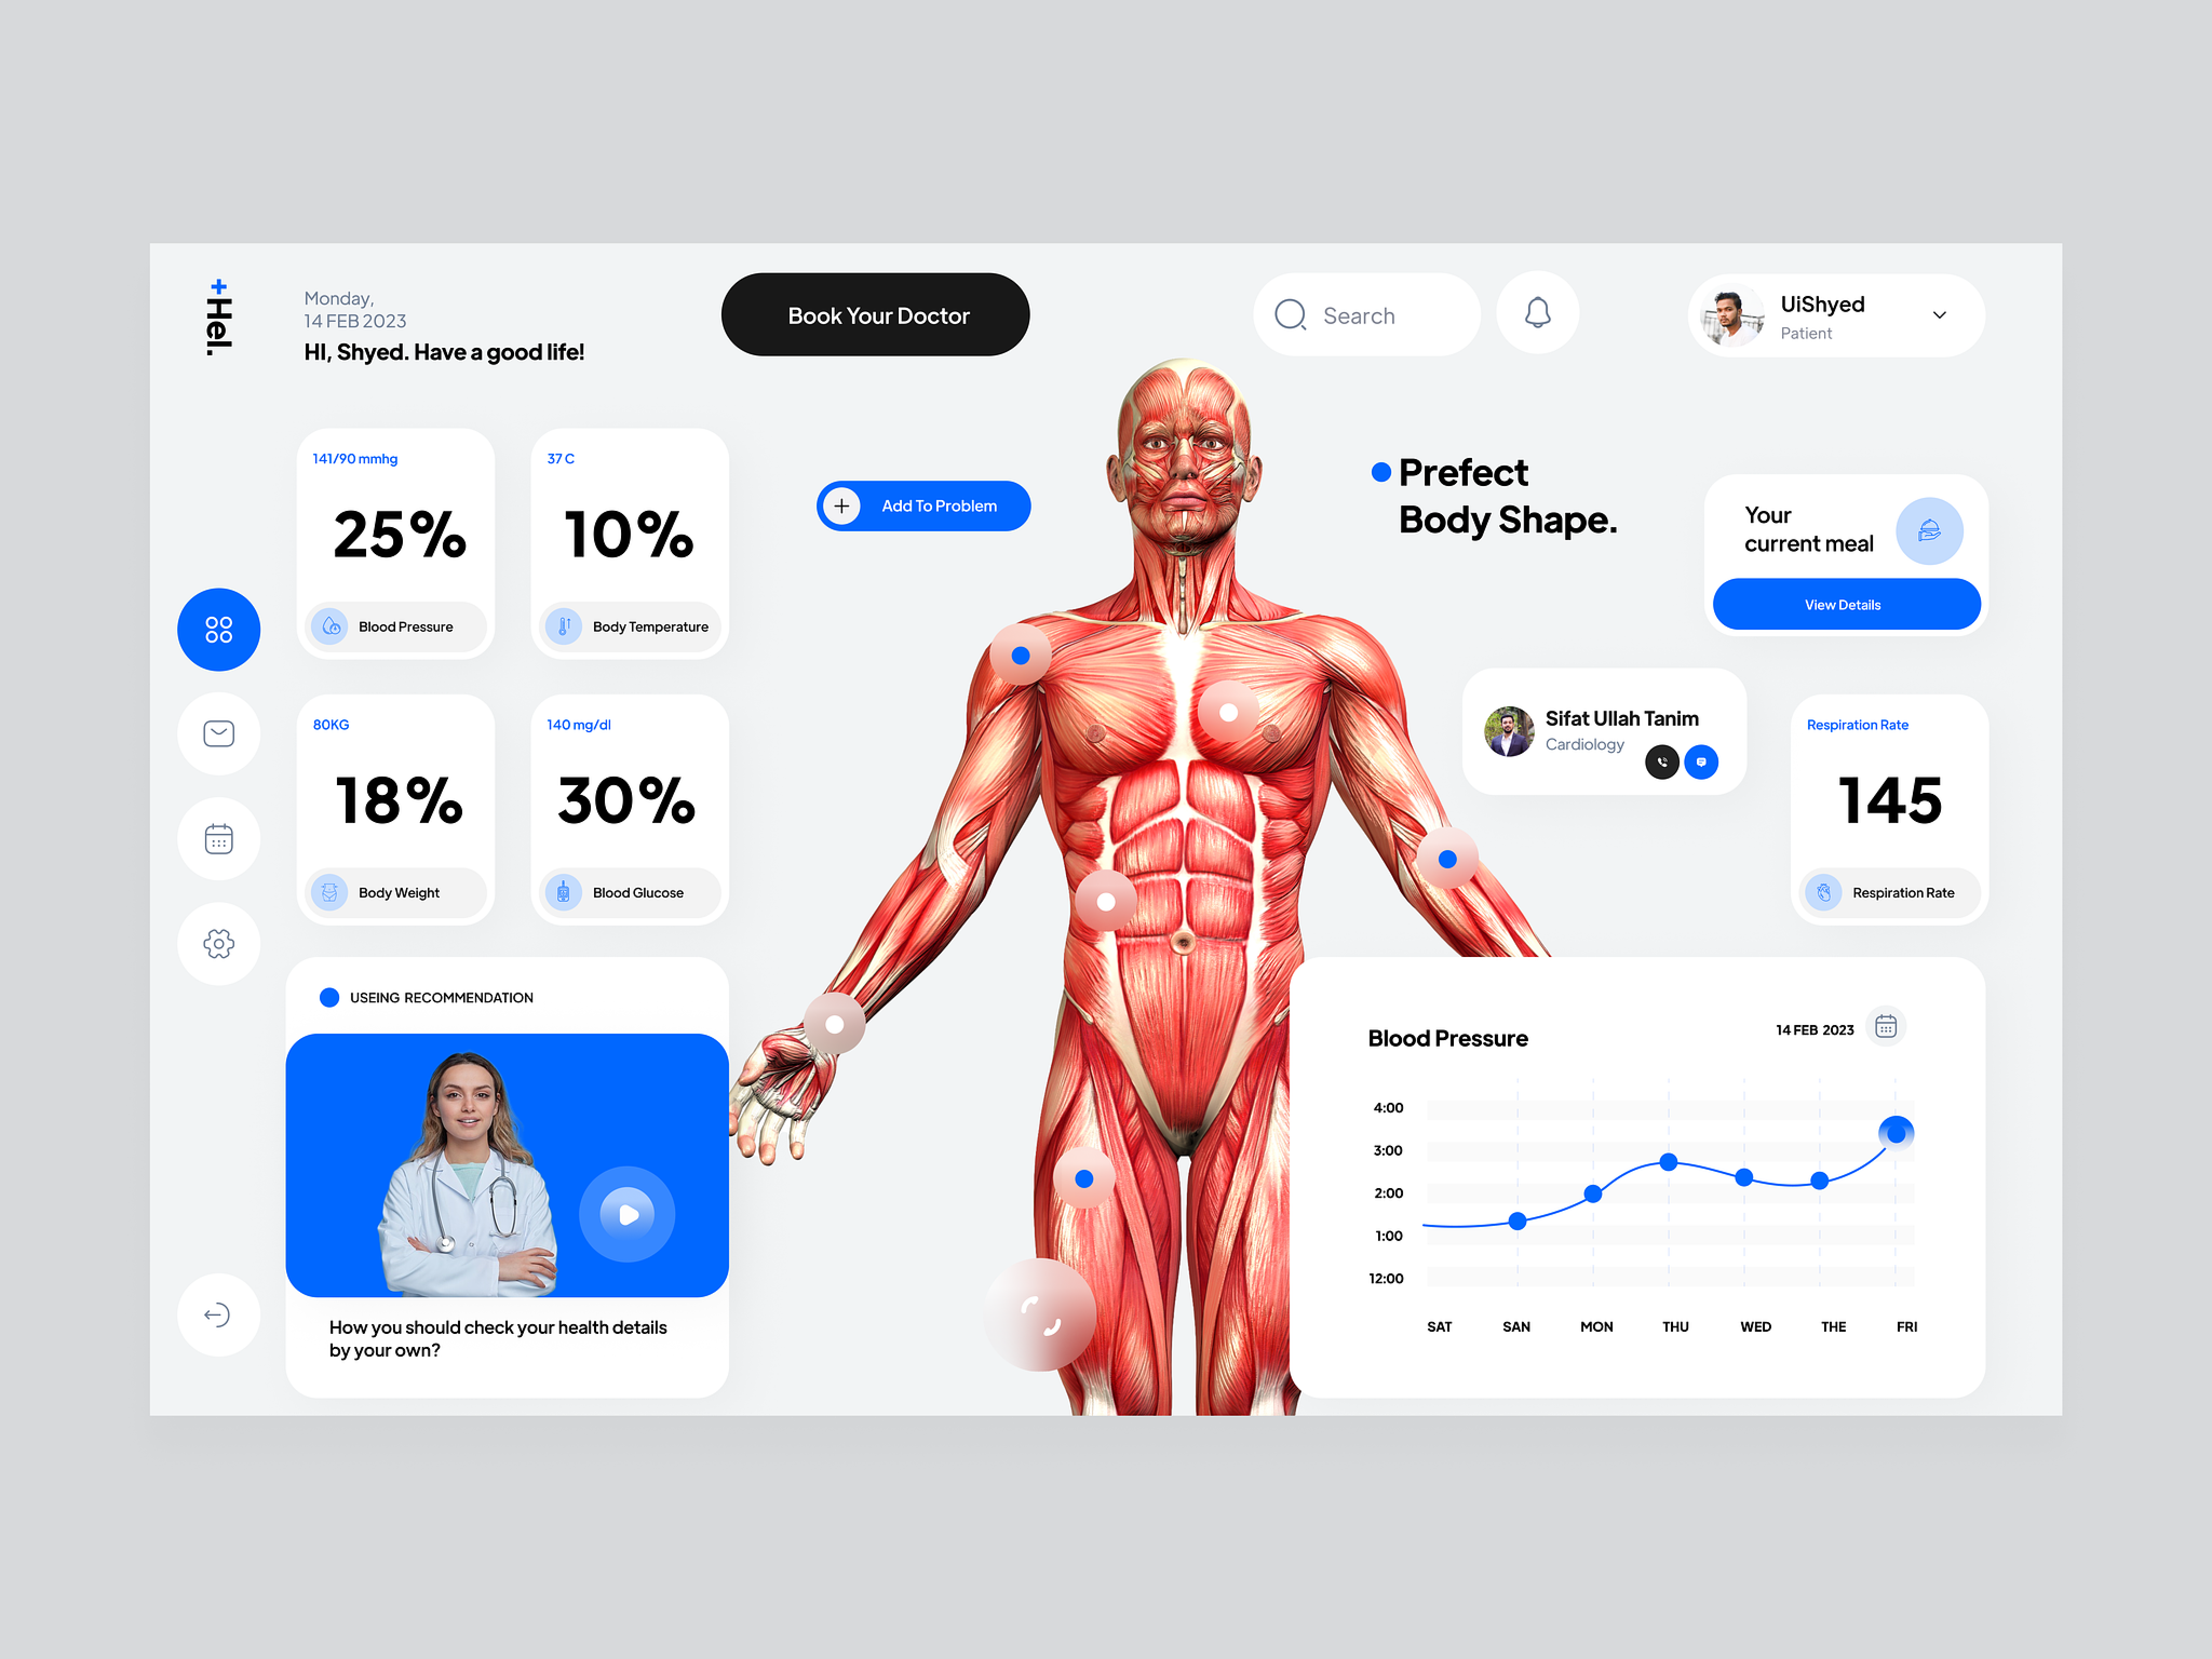 +Hel.
Monday,
14 FEB 2023
HI, Shyed. Have a good life!
Book Your Doctor
Search
UiShyed
Patient
141/90 mmhg
25%
Blood Pressure
37 C
10%
Body Temperature
80KG
18%
Body Weight
140 mg/dl
30%
Blood Glucose
Add To Problem
Prefect
Body Shape.
Your
current meal
View Details
Sifat Ullah Tanim
Cardiology
Respiration Rate
145
Respiration Rate
USEING RECOMMENDATION
How you should check your health details
by your own?
Blood Pressure
14 FEB 2023
4:00
3:00
2:00
1:00
12:00
SAT SAN MON THU WED THE FRI